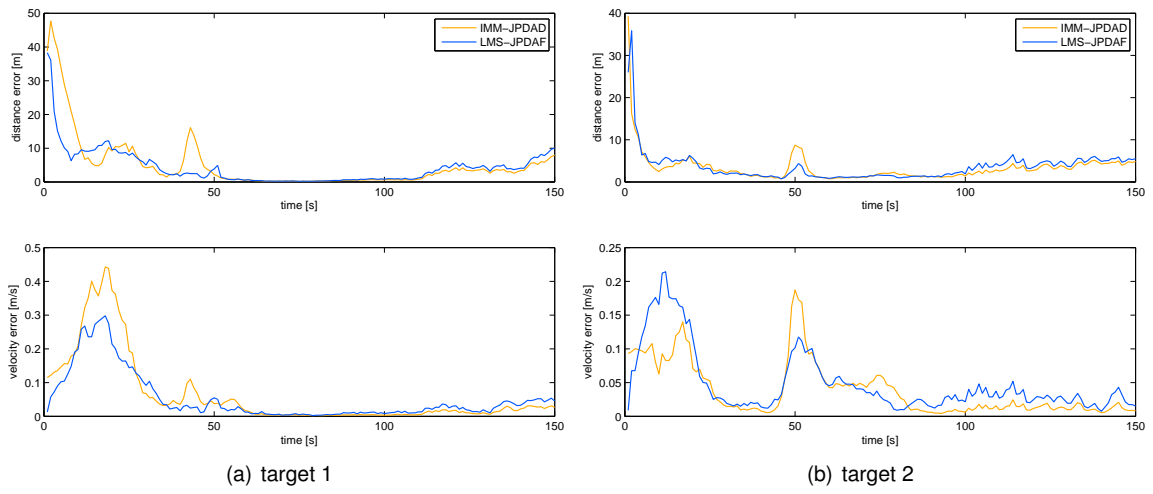 50
40
30
20
10
0
distance error [m]
IMM-JPDAD
LMS-JPDAF
0
50
100
150
time [s]
0.5
0.4
0.3
0.2
0.1
0
velocity error [m/s]
0
50
100
150
time [s]
(a) target 1
40
30
20
10
0
distance error [m]
IMM-JPDAD
LMS-JPDAF
0
50
100
150
time [s]
0.25
0.2
0.15
0.1
0.05
0
velocity error [m/s]
0
50
100
150
time [s]
(b) target 2